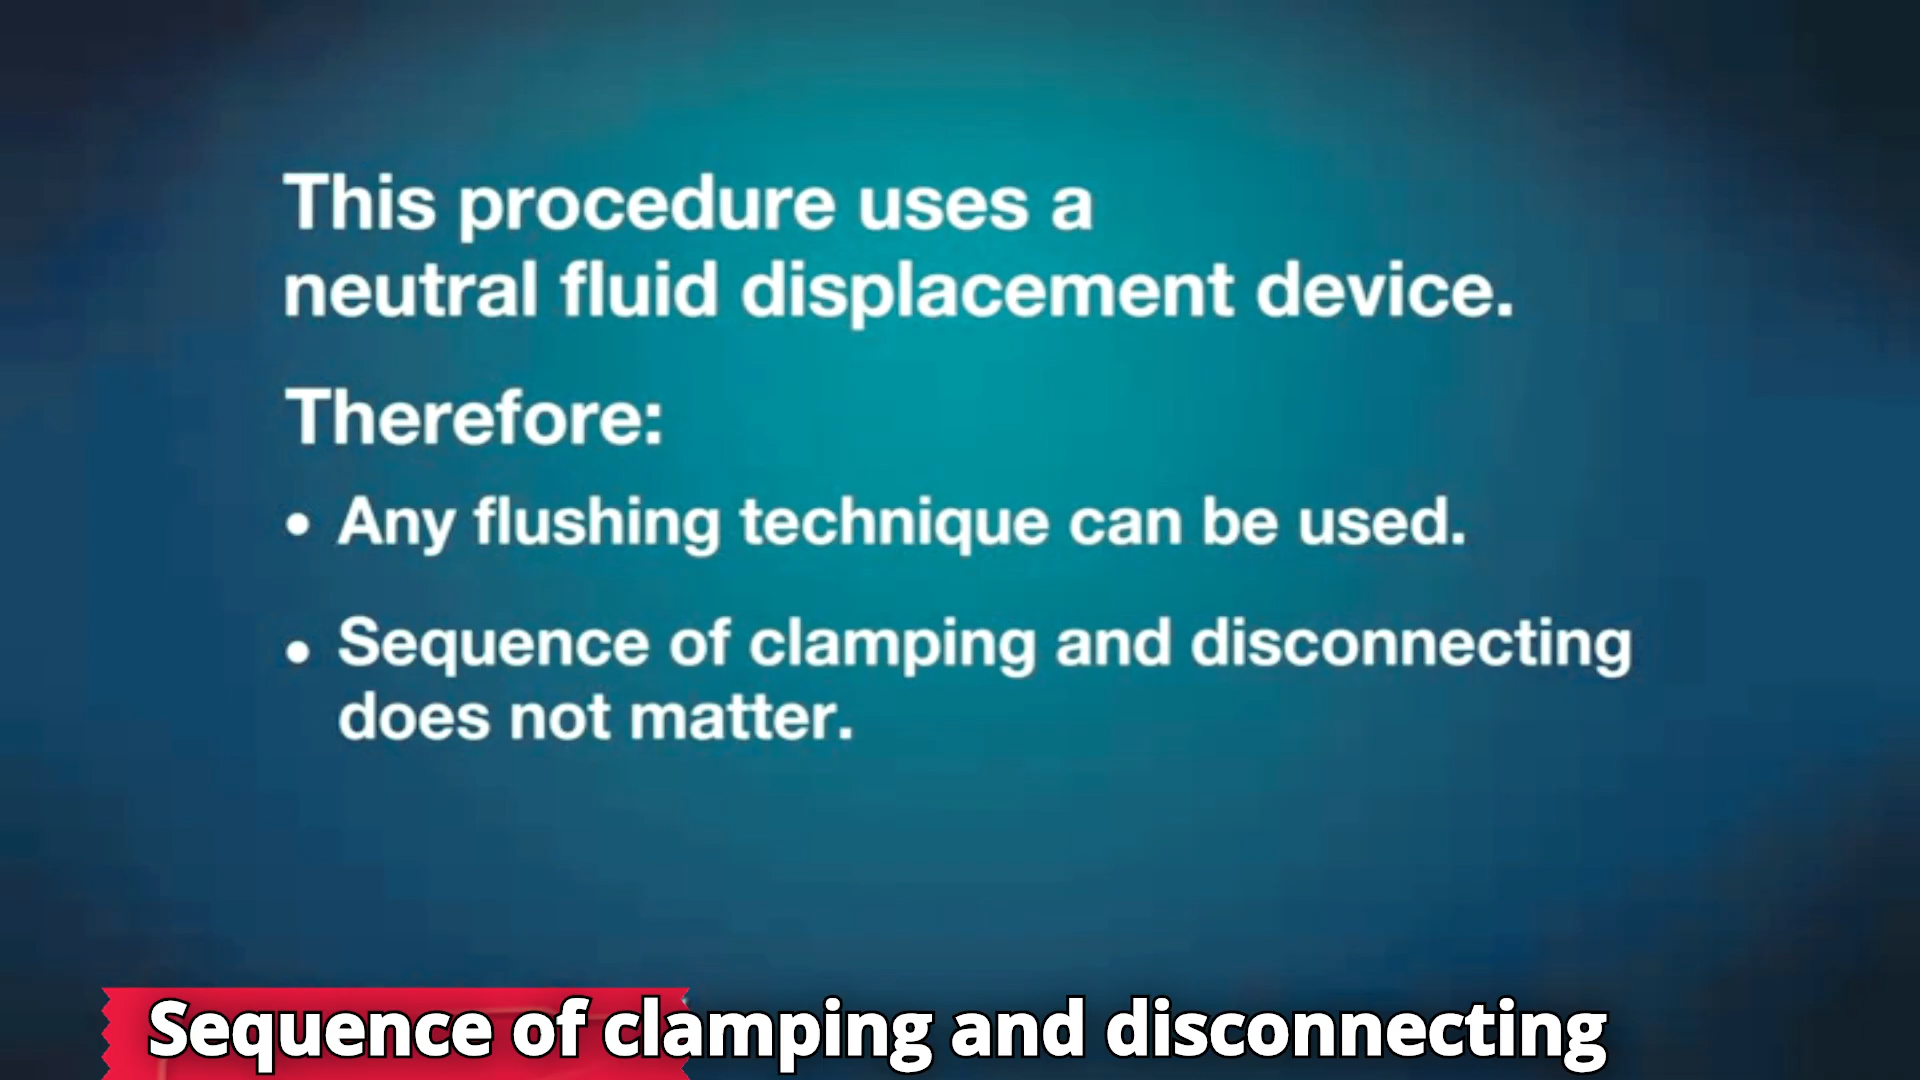 This procedure uses a
neutral fluid displacement device.
Therefore:
• Any flushing technique can be used.
• Sequence of clamping and disconnecting
does not matter.
Sequence of clamping and disconnecting